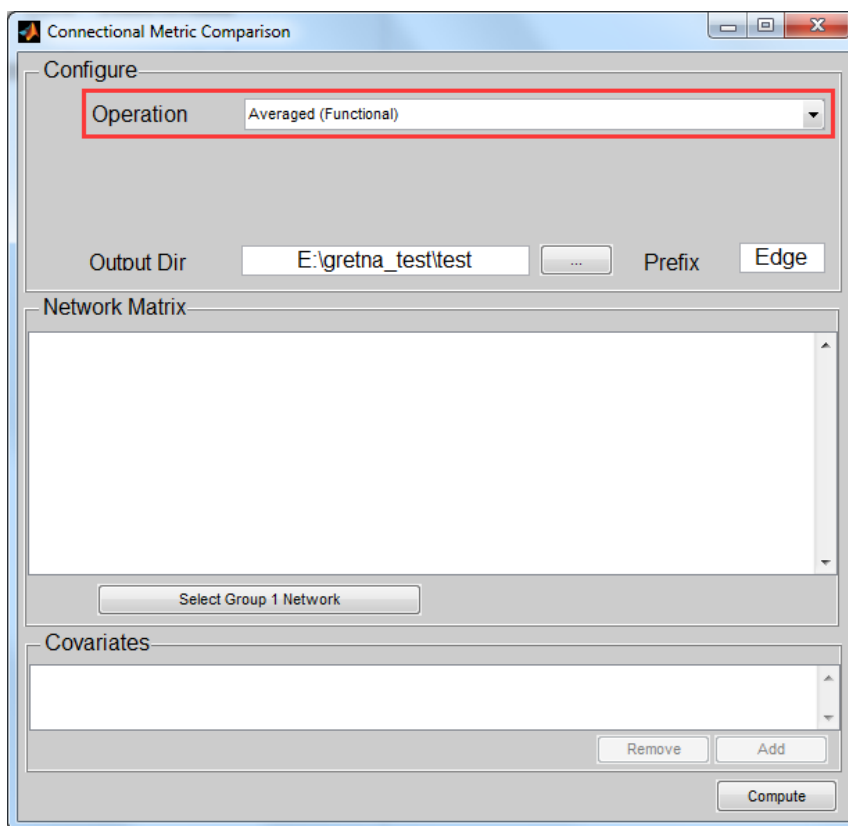 Connectional Metric Comparison
Configure
Operation Averaged (Functional)
Output Dir E:\gretna_test\test ... Prefix Edge
Network Matrix
Select Group 1 Network
Covariates
Remove Add
Compute